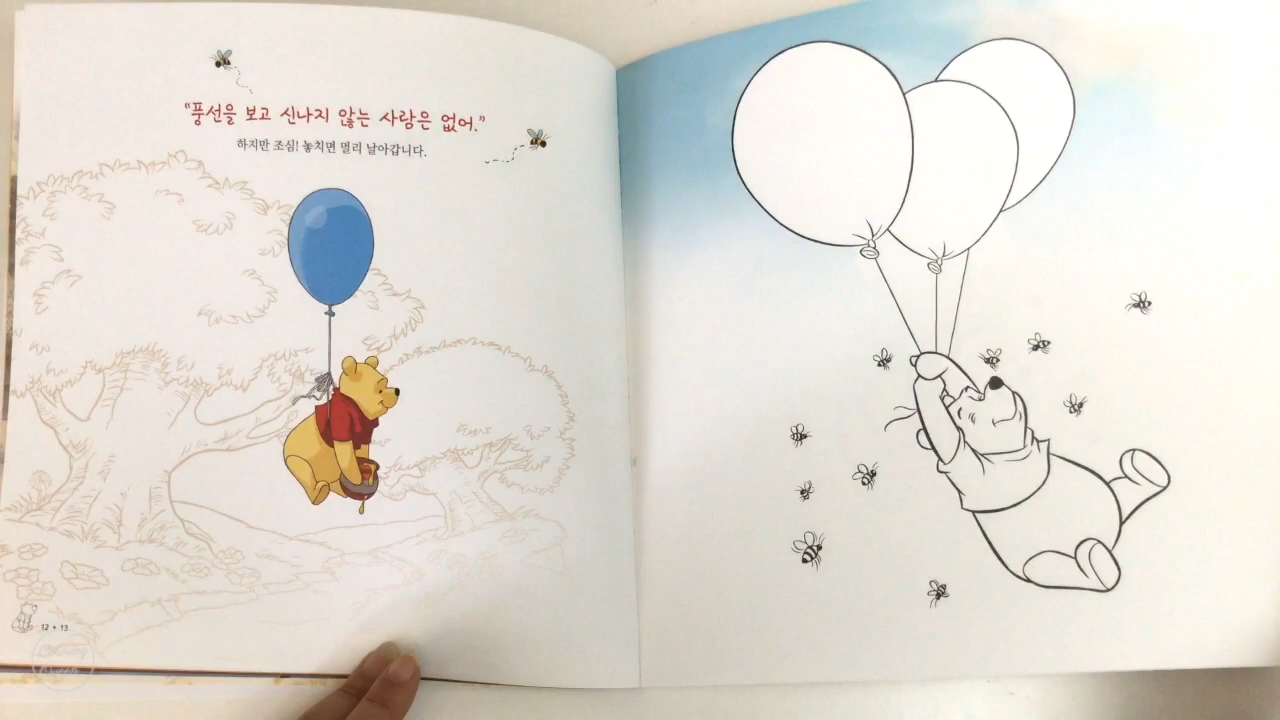 “풍선을 보고 신나지 않는 사람은 없어.”
하지만 조심! 놓치면 멀리 날아갑니다.
12 + 13